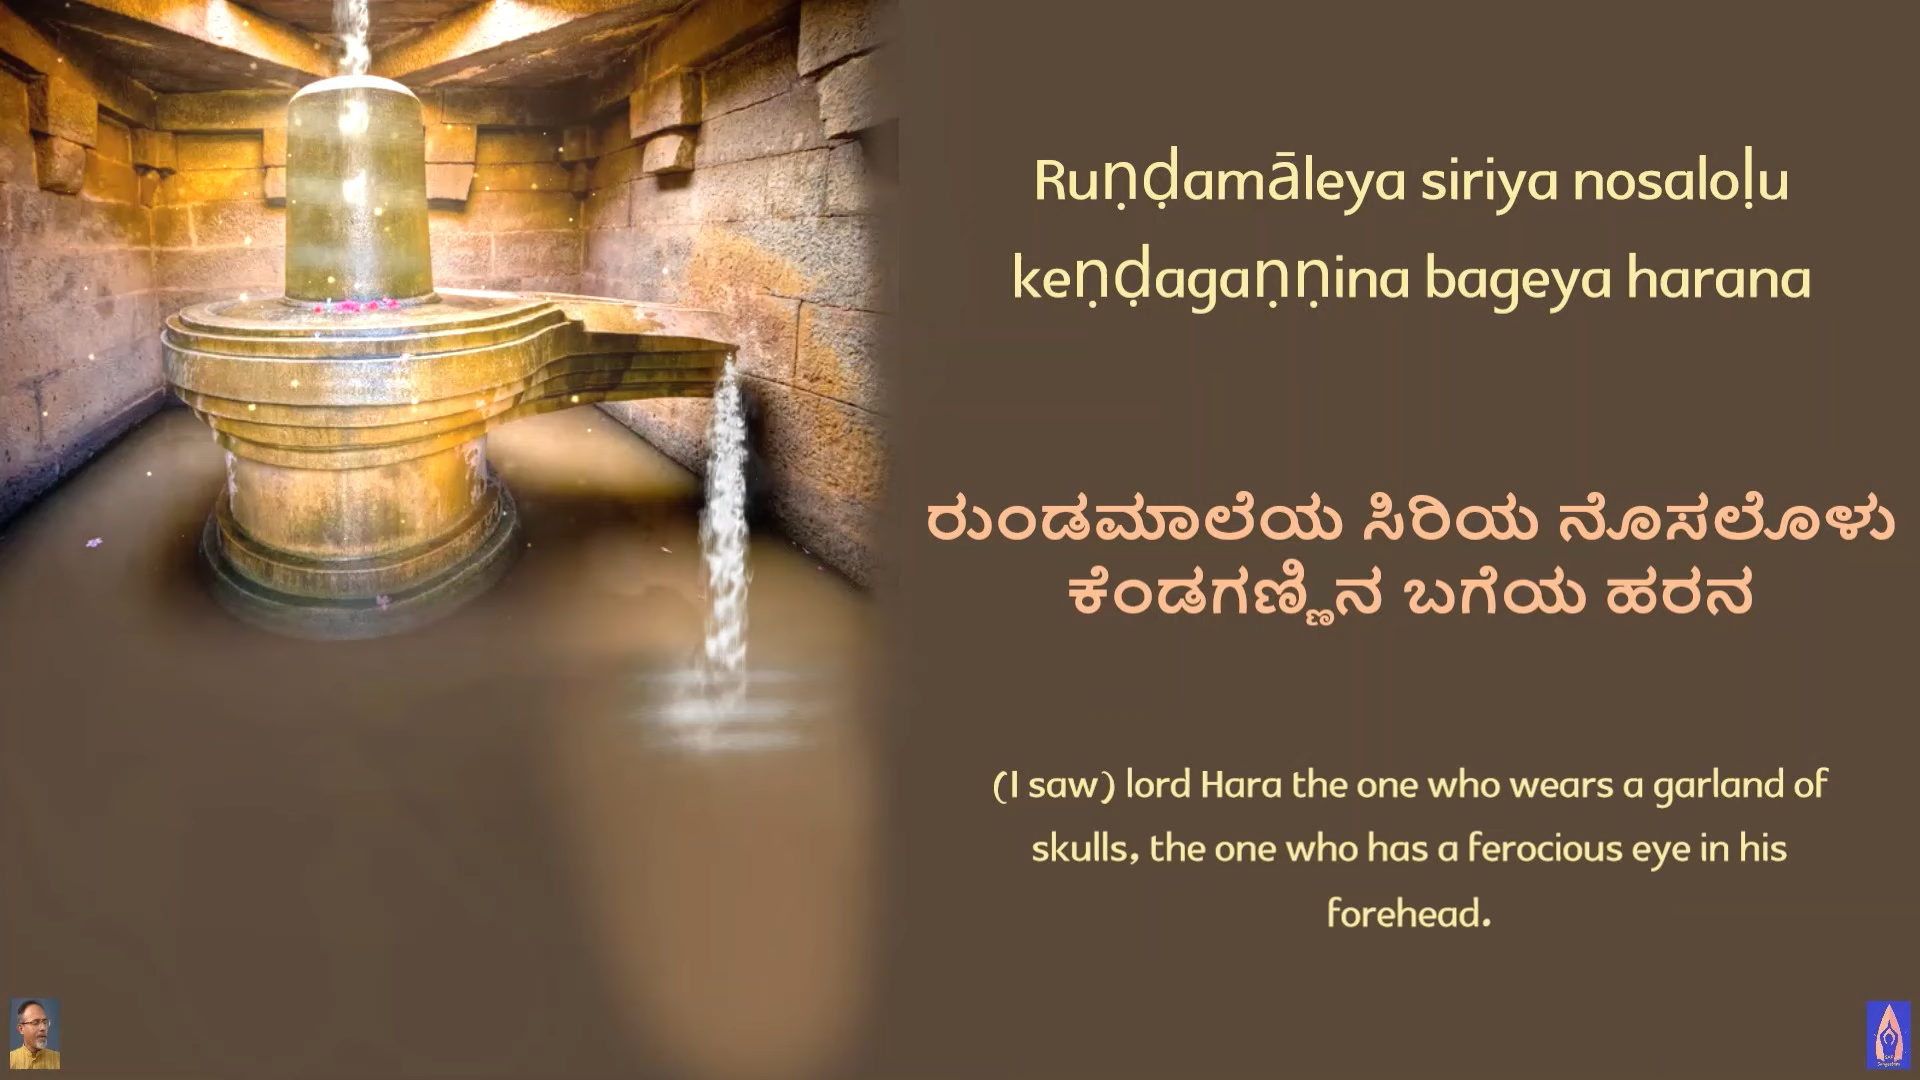 Ruṇḍamāleya siriya nosaloḷu
keṇḍagaṇṇina bageya harana
ರುಂಡಮಾಲೆಯ ಸಿರಿಯ ನೊಸಲೊಳು
ಕೆಂಡಗಣ್ಣಿನ ಬಗೆಯ ಹರನ
(I saw) lord Hara the one who wears a garland of
skulls, the one who has a ferocious eye in his
forehead.